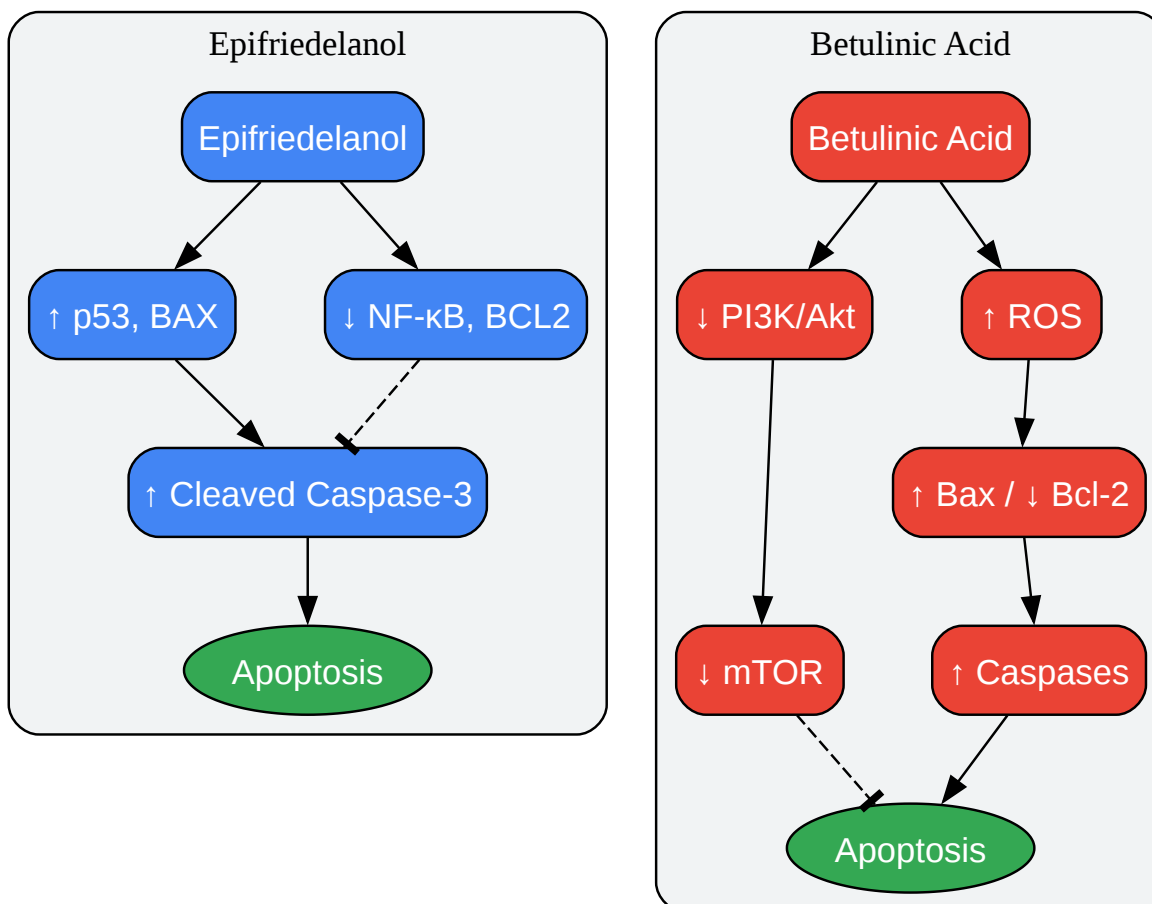 Epifriedelanol
Epifriedelanol
↑ p53, BAX
↓ NF-κB, BCL2
↑ Cleaved Caspase-3
Apoptosis
Betulinic Acid
Betulinic Acid
↓ PI3K/Akt
↑ ROS
↑ Bax / ↓ Bcl-2
↓ mTOR
↑ Caspases
Apoptosis